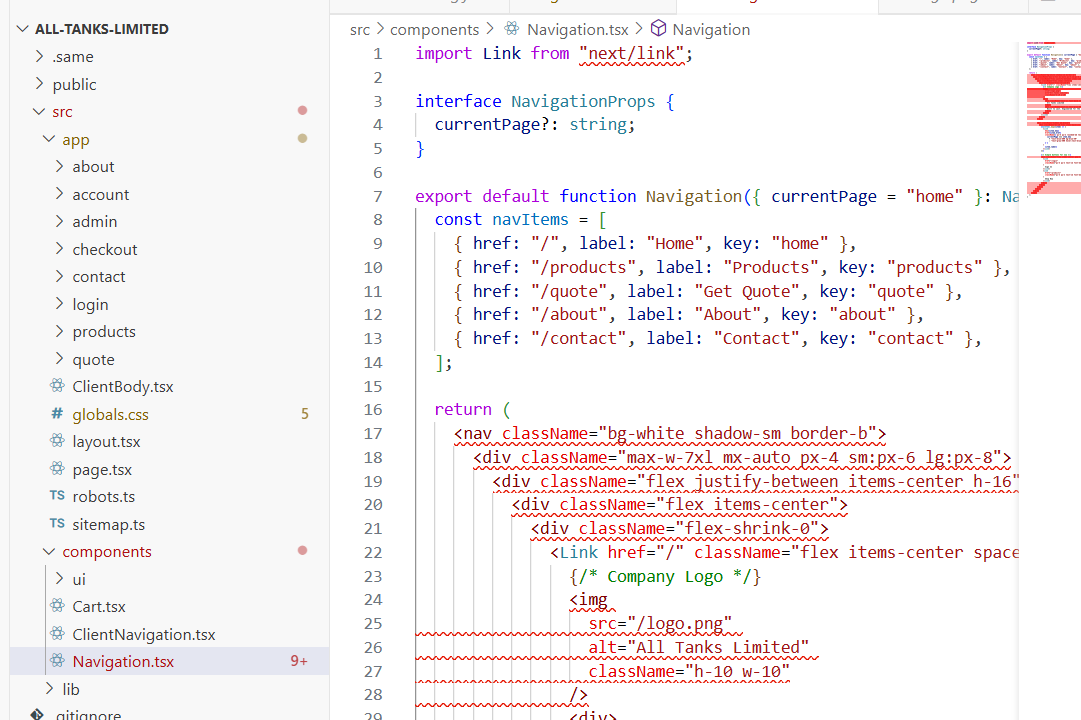 ALL-TANKS-LIMITED
.same
public
src
app
about
account
admin
checkout
contact
login
products
quote
ClientBody.tsx
# globals.css 5
layout.tsx
page.tsx
TS robots.ts
TS sitemap.ts
components
ui
Cart.tsx
ClientNavigation.tsx
Navigation.tsx 9+
lib
.gitignore
src > components > Navigation.tsx > Navigation
1 import Link from "next/link";
2
3 interface NavigationProps {
4 currentPage?: string;
5 }
6
7 export default function Navigation({ currentPage = "home" }: Na
8 const navItems = [
9 { href: "/", label: "Home", key: "home" },
10 { href: "/products", label: "Products", key: "products" },
11 { href: "/quote", label: "Get Quote", key: "quote" },
12 { href: "/about", label: "About", key: "about" },
13 { href: "/contact", label: "Contact", key: "contact" },
14 ];
15
16 return (
17 <nav className="bg-white shadow-sm border-b">
18 <div className="max-w-7xl mx-auto px-4 sm:px-6 lg:px-8">
19 <div className="flex justify-between items-center h-16"
20 <div className="flex items-center">
21 <div className="flex-shrink-0">
22 <Link href="/" className="flex items-center space
23 {/* Company Logo */}
24 <img
25 src="/logo.png"
26 alt="All Tanks Limited"
27 className="h-10 w-10"
28 />
29 <div>